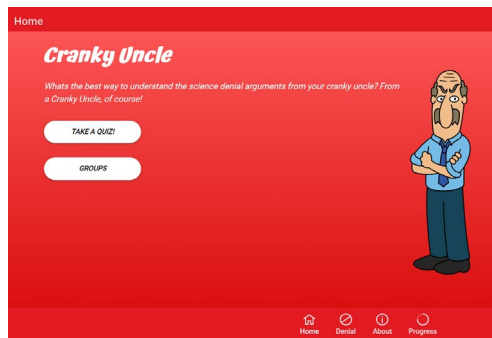 Home
Cranky Uncle
Whats the best way to understand the science denial arguments from your cranky uncle? From
a Cranky Uncle, of course!
TAKE A QUIZ!
GROUPS
Home Denial About Progress